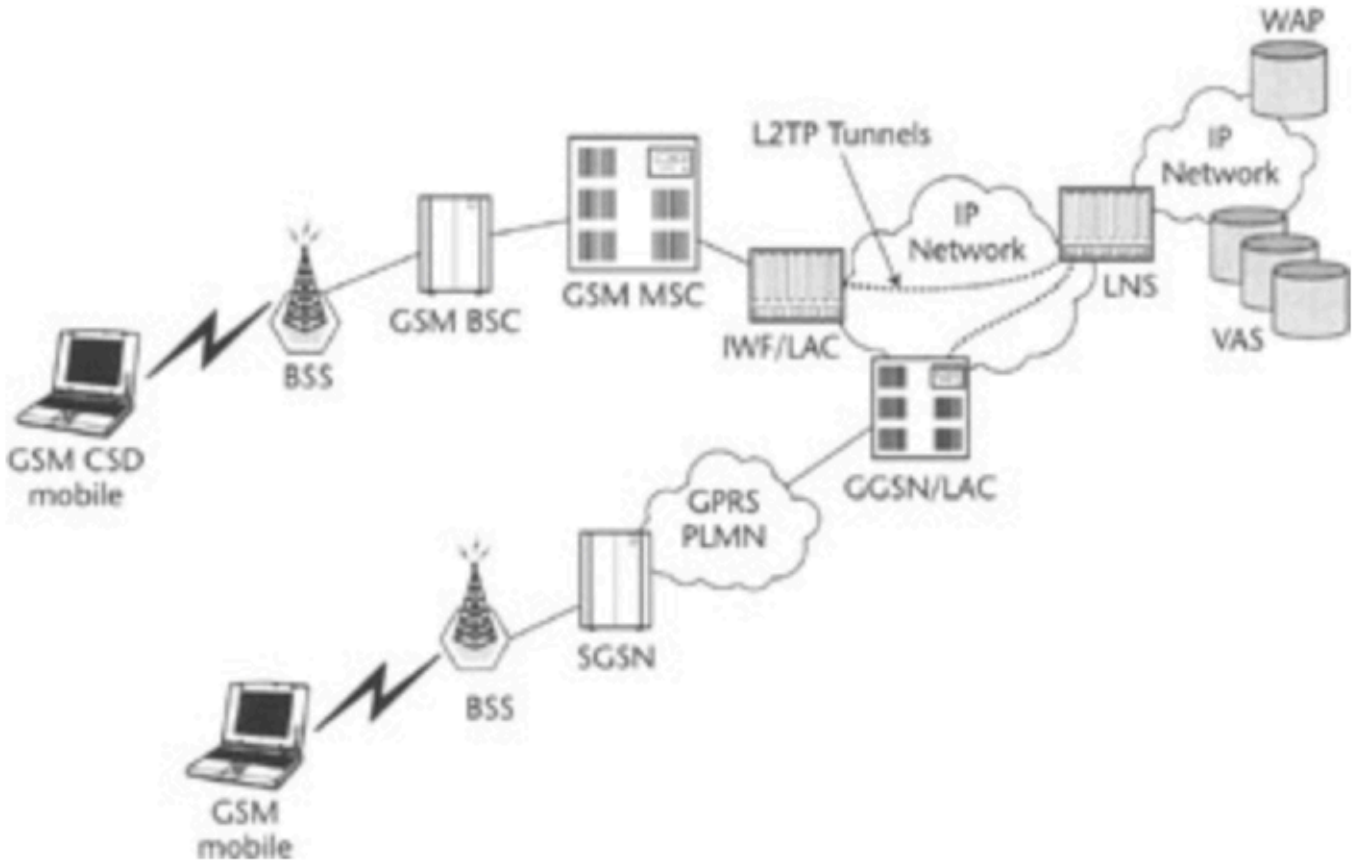 WAP
L2TP Tunnels
IP
Network
IP
Network
GSM MSC
LNS
GSM BSC
IWF/LAC
VAS
BSS
GSM CSD
mobile
GGSN/LAC
GPRS
PLMN
SGSN
BSS
GSM
mobile